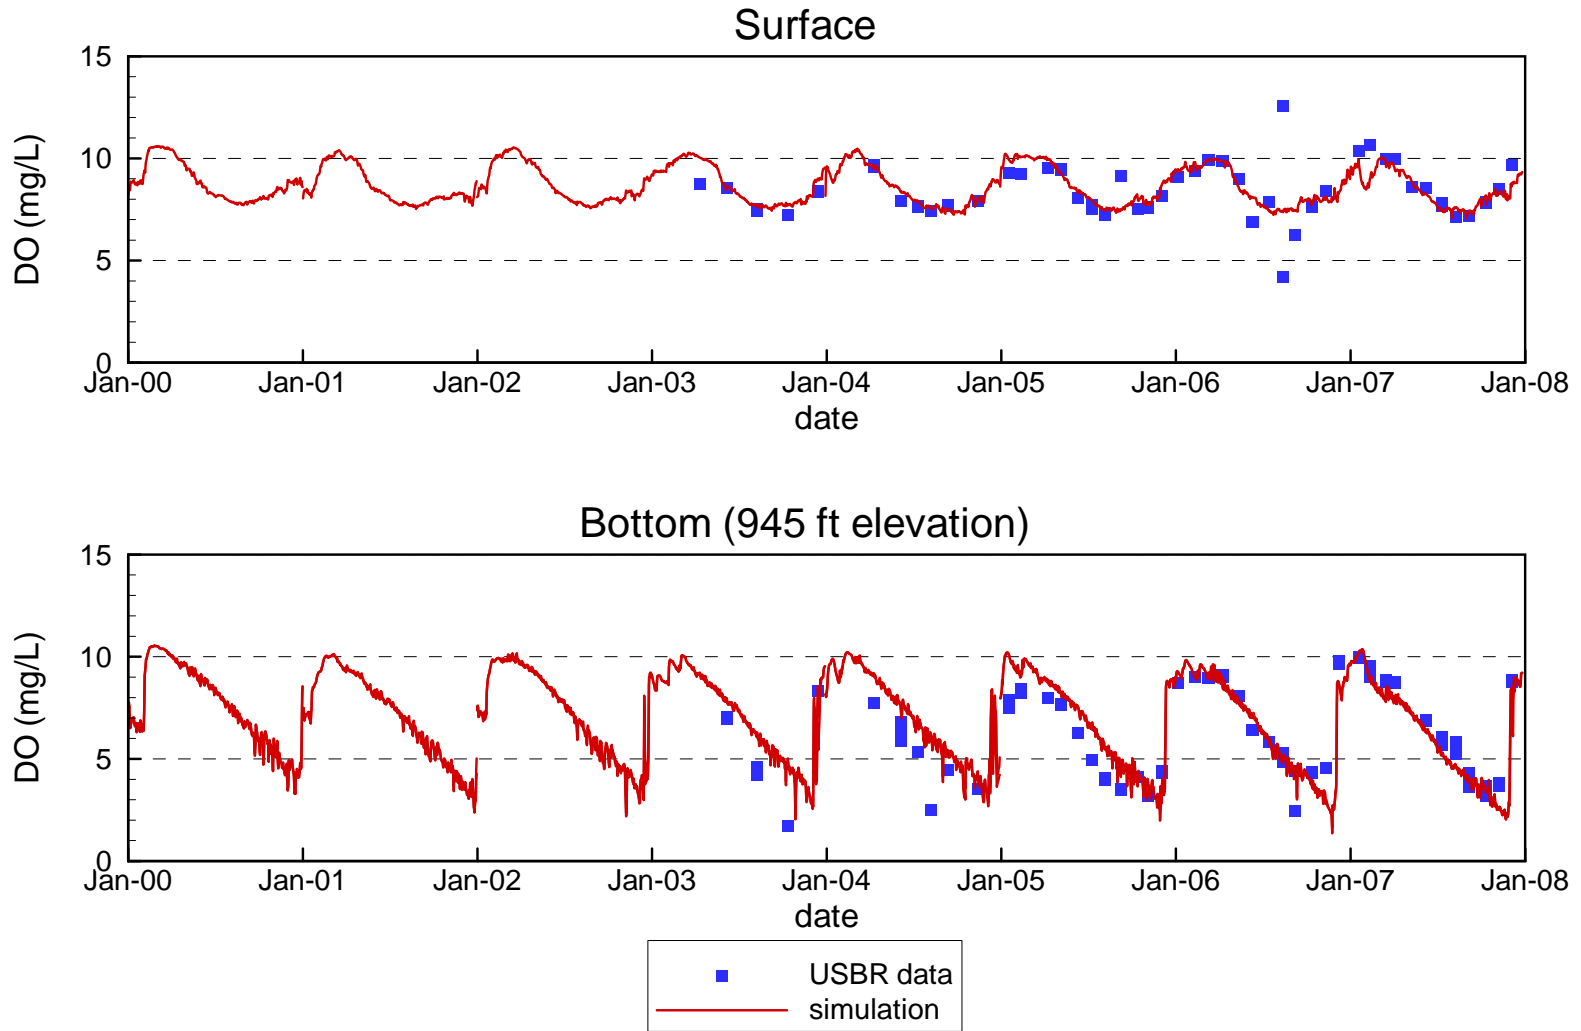 Surface
15
10
5
0
DO (mg/L)
Jan-00 Jan-01 Jan-02 Jan-03 Jan-04 Jan-05 Jan-06 Jan-07 Jan-08
date
Bottom (945 ft elevation)
15
10
5
0
DO (mg/L)
Jan-00 Jan-01 Jan-02 Jan-03 Jan-04 Jan-05 Jan-06 Jan-07 Jan-08
date
USBR data
simulation